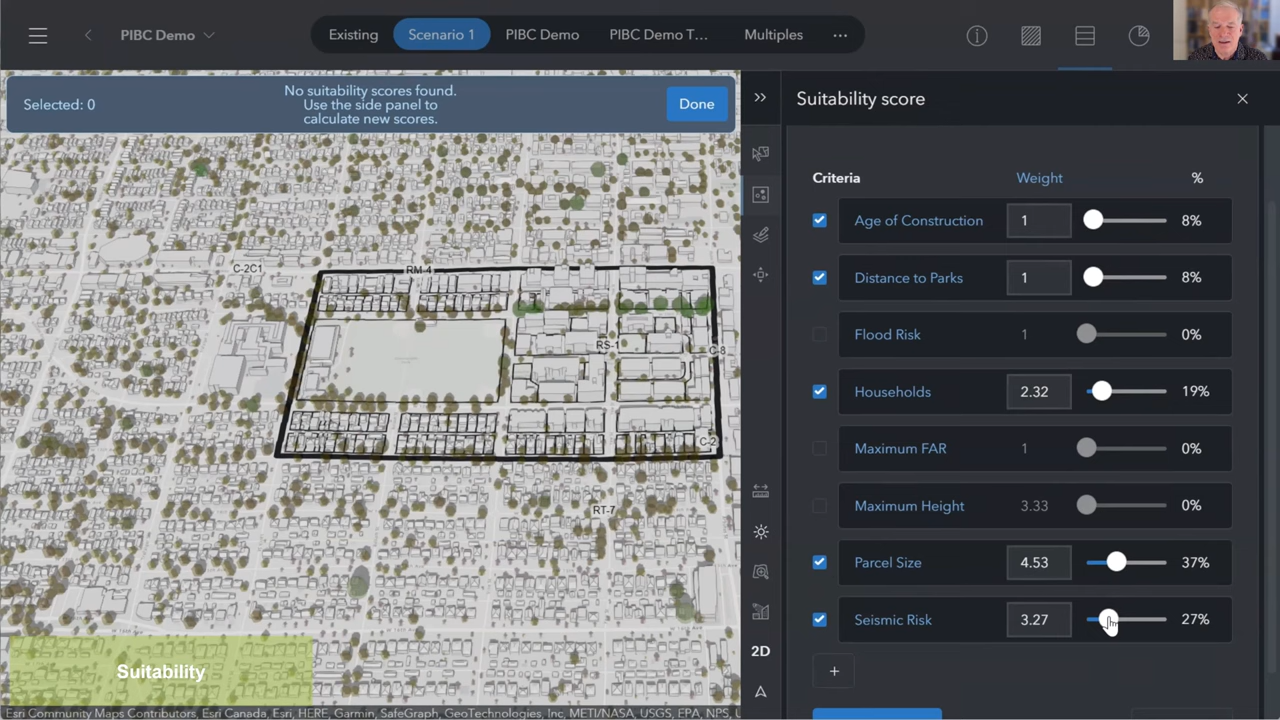 PIBC Demo
Existing
Scenario 1
PIBC Demo
PIBC Demo T...
Multiples
...
Selected: 0
No suitability scores found.
Use the side panel to
calculate new scores.
Done
Suitability score
Criteria Weight %
Age of Construction 1 8%
Distance to Parks 1 8%
Flood Risk 1 0%
Households 2.32 19%
Maximum FAR 1 0%
Maximum Height 3.33 0%
Parcel Size 4.53 37%
Seismic Risk 3.27 27%
+
2D
C-2C1
RM-4
RS-1
C-8
C-2
RT-7
Suitability
Esri Community Maps Contributors, Esri Canada, Esri, HERE, Garmin, SafeGraph, GeoTechnologies, Inc, METI/NASA, USGS, EPA, NPS, U